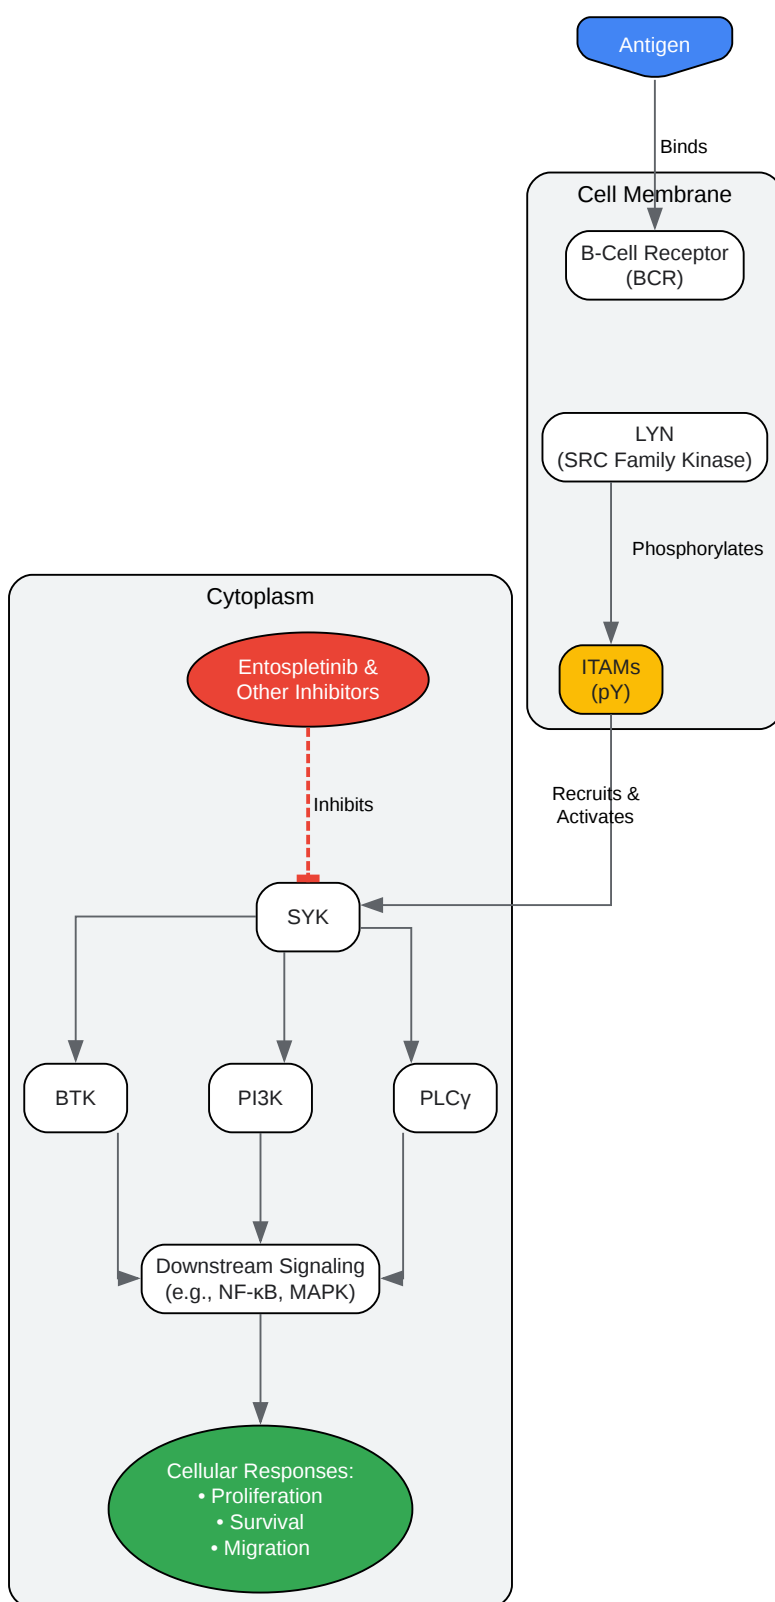 Antigen
Binds
Cell Membrane
B-Cell Receptor
(BCR)
LYN
(SRC Family Kinase)
Phosphorylates
Cytoplasm
Entospletinib &
Other Inhibitors
ITAMs
(pY)
Inhibits
Recruits &
Activates
SYK
BTK
PI3K
PLCγ
Downstream Signaling
(e.g., NF-κB, MAPK)
Cellular Responses:
• Proliferation
• Survival
• Migration